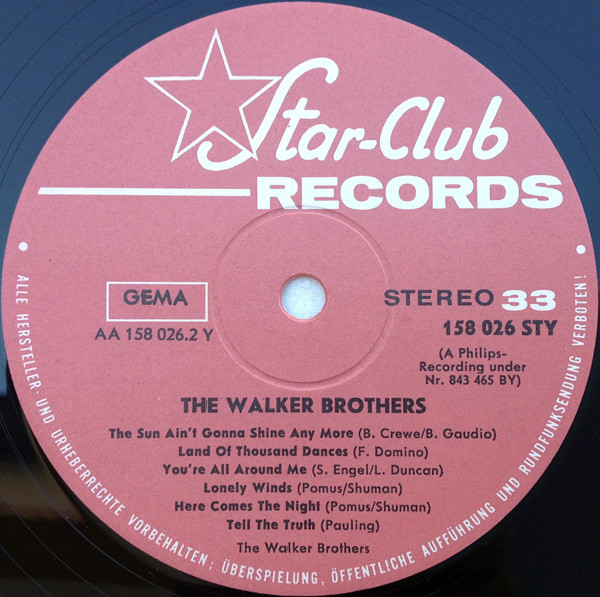 Star-Club
RECORDS
GEMA
AA 158 026.2 Y
STEREO 33
158 026 STY
(A Philips-
Recording under
Nr. 843 465 BY)
THE WALKER BROTHERS
The Sun Ain't Gonna Shine Any More (B. Crewe/B. Gaudio)
Land Of Thousand Dances (F. Domino)
You're All Around Me (S. Engel/L. Duncan)
Lonely Winds (Pomus/Shuman)
Here Comes The Night (Pomus/Shuman)
Tell The Truth (Pauling)
The Walker Brothers
• ALLE HERSTELLER- UND URHEBERRECHTE VORBEHALTEN; ÜBERSPIELUNG, ÖFFENTLICHE AUFFÜHRUNG UND RUNDFUNKSENDUNG VERBOTEN! •